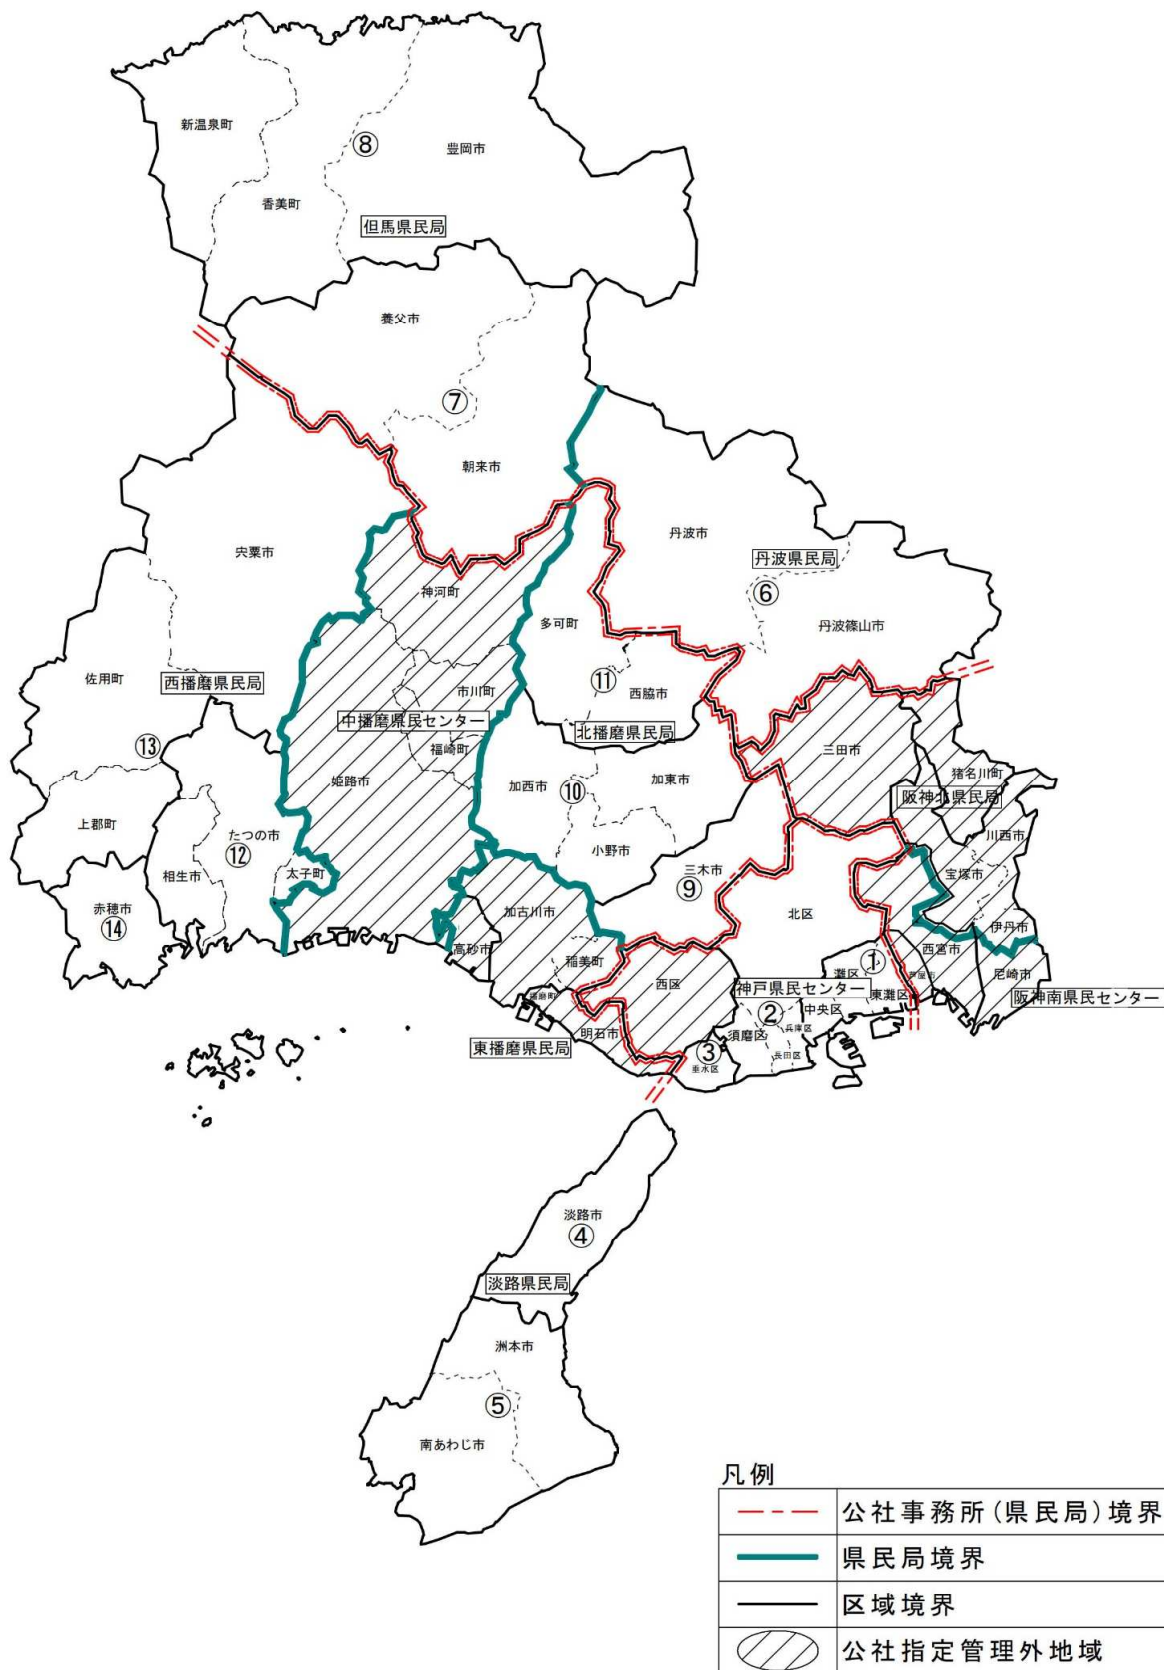 新温泉町
⑧
豊岡市
香美町
但馬県民局
養父市
⑦
朝来市
丹波市
宍粟市
丹波県民局
神河町
⑥
多可町
丹波篠山市
佐用町
西播磨県民局
⑪
市川町
西脇市
中播磨県民センター
北播磨県民局
⑬
福崎町
三田市
猪名川町
姫路市
加西市
⑩
加東市
阪神北県民局
上郡町
たつの市
川西市
⑫
小野市
相生市
太子町
三木市
宝塚市
⑨
赤穂市
⑭
加古川市
北区
伊丹市
高砂市
稲美町
西宮市
①
灘区
芦屋市
尼崎市
西区
神戸県民センター
東灘区
阪神南県民センター
播磨町
中央区
②
明石市
須磨区
兵庫区
東播磨県民局
③
長田区
垂水区
淡路市
④
淡路県民局
洲本市
⑤
南あわじ市
凡例
公社事務所(県民局)境界
県民局境界
区域境界
公社指定管理外地域